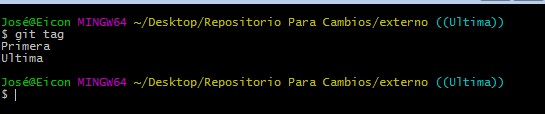 José@Eicon MINGW64 ~/Desktop/Repositorio Para Cambios/externo ((Ultima))
$ git tag
Primera
Ultima
José@Eicon MINGW64 ~/Desktop/Repositorio Para Cambios/externo ((Ultima))
$